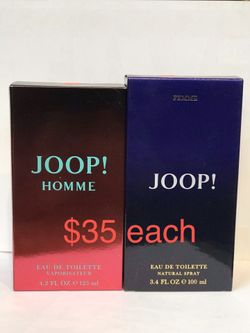 JOOP!
HOMME
EAU DE TOILETTE
VAPORISATEUR
4.2 FL OZ ℮ 125 ml
FEMME
JOOP!
EAU DE TOILETTE
NATURAL SPRAY
3.4 FL OZ ℮ 100 ml
$35 each